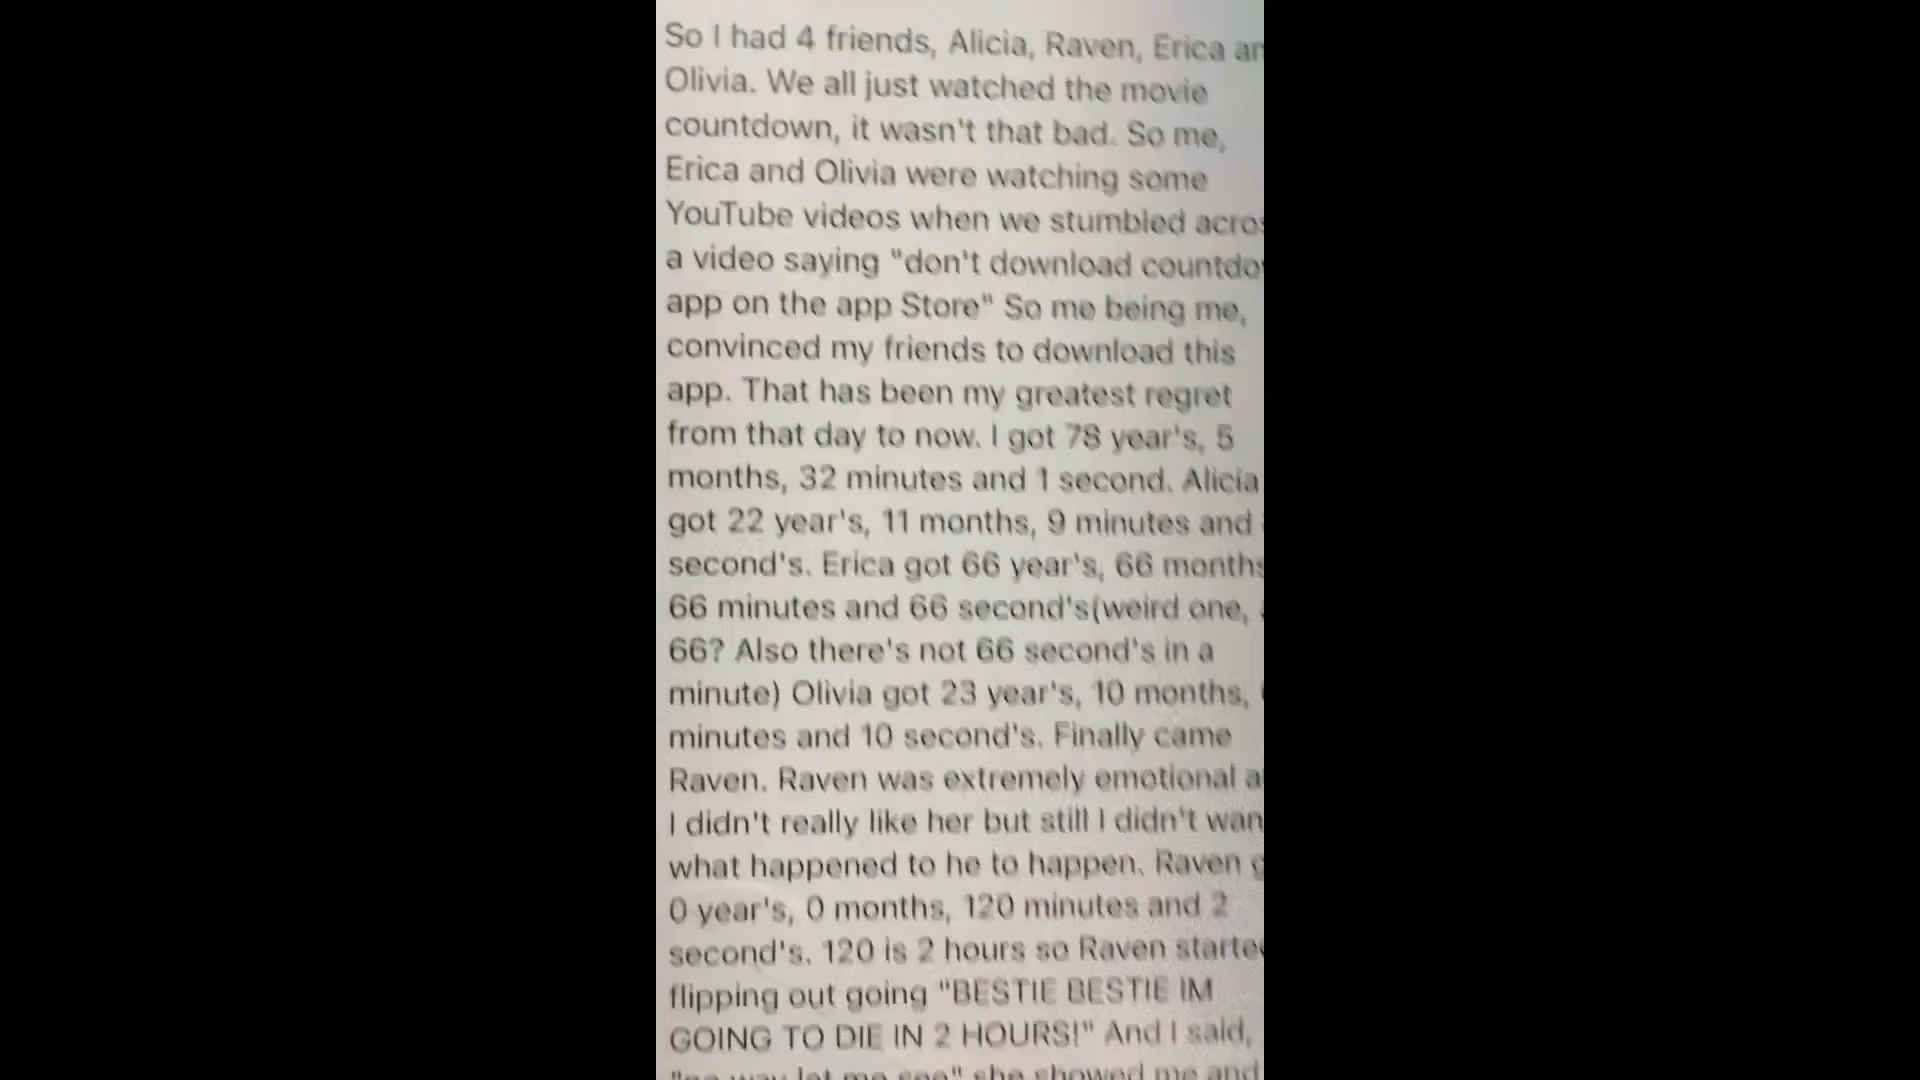 So I had 4 friends, Alicia, Raven, Erica
Olivia. We all just watched the movie
countdown, it wasn't that bad. So me,
Erica and Olivia were watching some
YouTube videos when we stumbled
a video saying "don't download
app on the app Store" So me being me,
convinced my friends to download this
app. That has been my greatest regret
from that day to now. I got 78 year's, 5
months, 32 minutes and 1 second. Alicia
got 22 year's, 11 months, 9 minutes and
second's. Erica got 66 year's, 66 months
66 minutes and 66 second's(weird one,
66? Also there's not 66 second's in a
minute) Olivia got 23 year's, 10 months,
minutes and 10 second's. Finally came
Raven. Raven was extremely emotional
I didn't really like her but still I didn't
what happened to he to happen. Raven
0 year's, 0 months, 120 minutes and 2
second's. 120 is 2 hours so Raven
flipping out going "BESTIE BESTIE IM
GOING TO DIE IN 2 HOURS!" And I said,
let me see" she showed me and